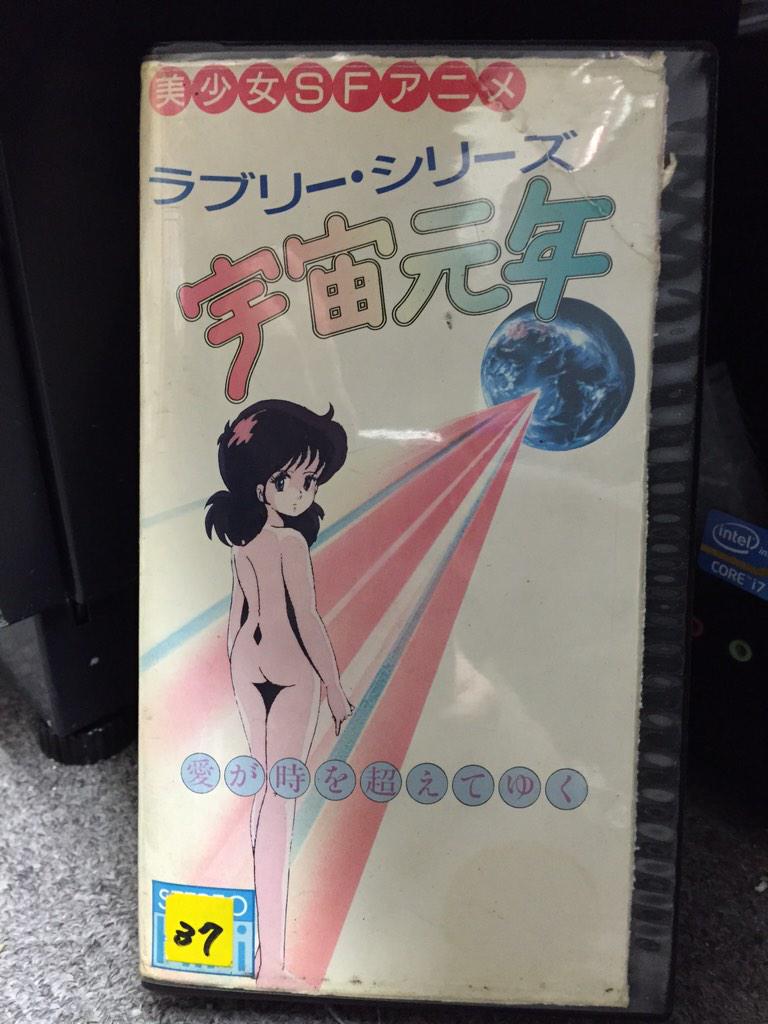 美少女SFアニメ
ラブリー・シリーズ
宇宙元年
愛が時を超えてゆく
37
intel
CORE i7